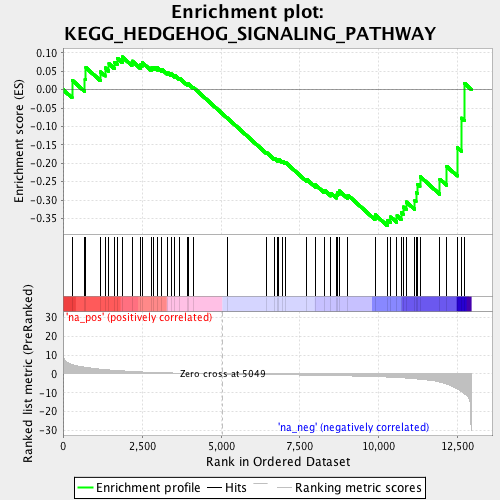 Enrichment plot:
KEGG_HEDGEHOG_SIGNALING_PATHWAY
Enrichment score (ES)
0.10
0.05
0.00
-0.05
-0.10
-0.15
-0.20
-0.25
-0.30
-0.35
'na_pos' (positively correlated)
Ranked list metric (PreRanked)
30
20
10
0
-10
-20
-30
Zero cross at 5049
'na_neg' (negatively correlated)
0 2,500 5,000 7,500 10,000 12,500
Rank in Ordered Dataset
Enrichment profile Hits Ranking metric scores